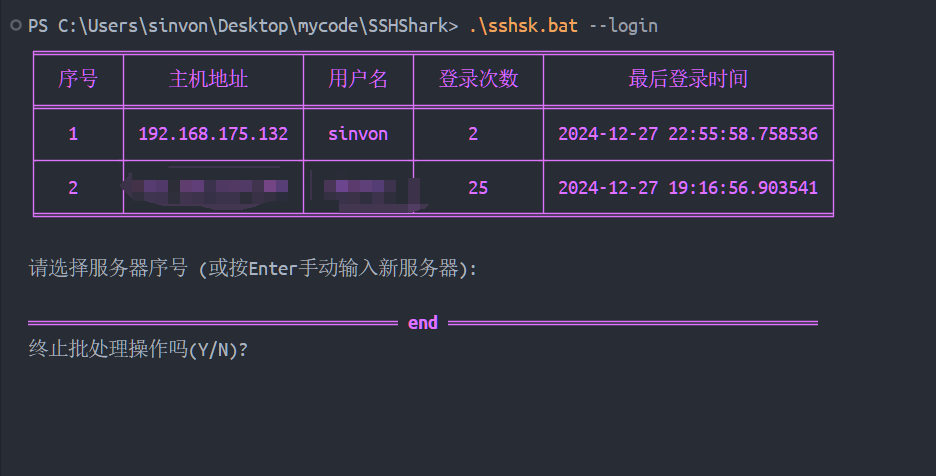 PS C:\Users\sinvon\Desktop\mycode\SSHShark> .\sshsk.bat --login
序号 主机地址 用户名 登录次数 最后登录时间
1 192.168.175.132 sinvon 2 2024-12-27 22:55:58.758536
2 25 2024-12-27 19:16:56.903541
请选择服务器序号 (或按Enter手动输入新服务器):
end
终止批处理操作吗(Y/N)?